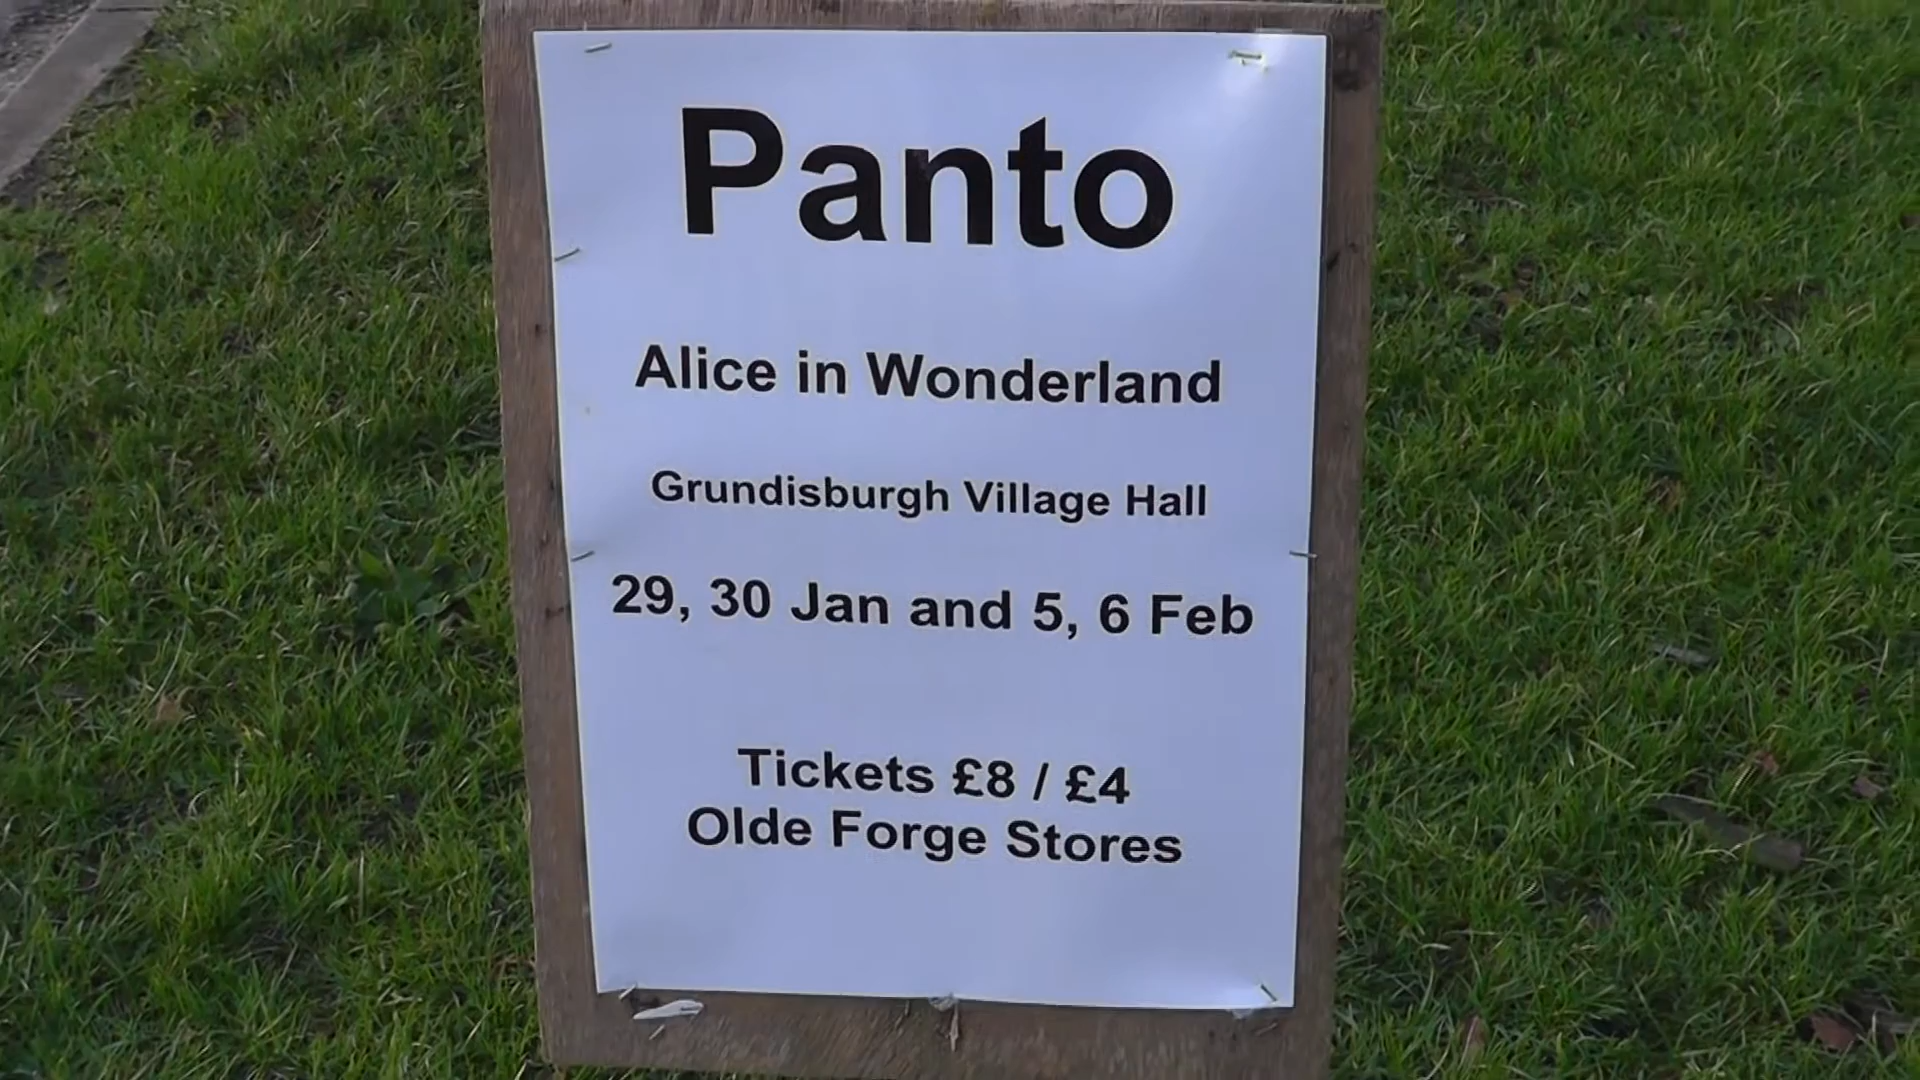 Panto
Alice in Wonderland
Grundisburgh Village Hall
29, 30 Jan and 5, 6 Feb
Tickets £8 / £4
Olde Forge Stores